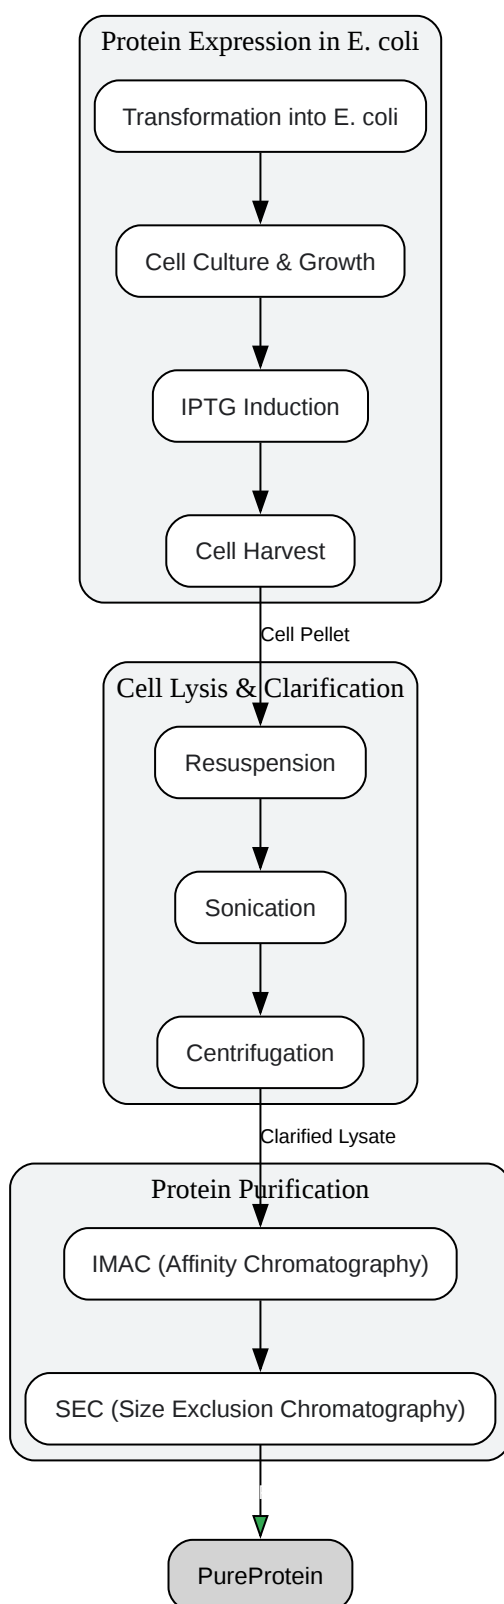 Protein Expression in E. coli
Transformation into E. coli
Cell Culture & Growth
IPTG Induction
Cell Harvest
Cell Pellet
Cell Lysis & Clarification
Resuspension
Sonication
Centrifugation
Clarified Lysate
Protein Purification
IMAC (Affinity Chromatography)
SEC (Size Exclusion Chromatography)
PureProtein